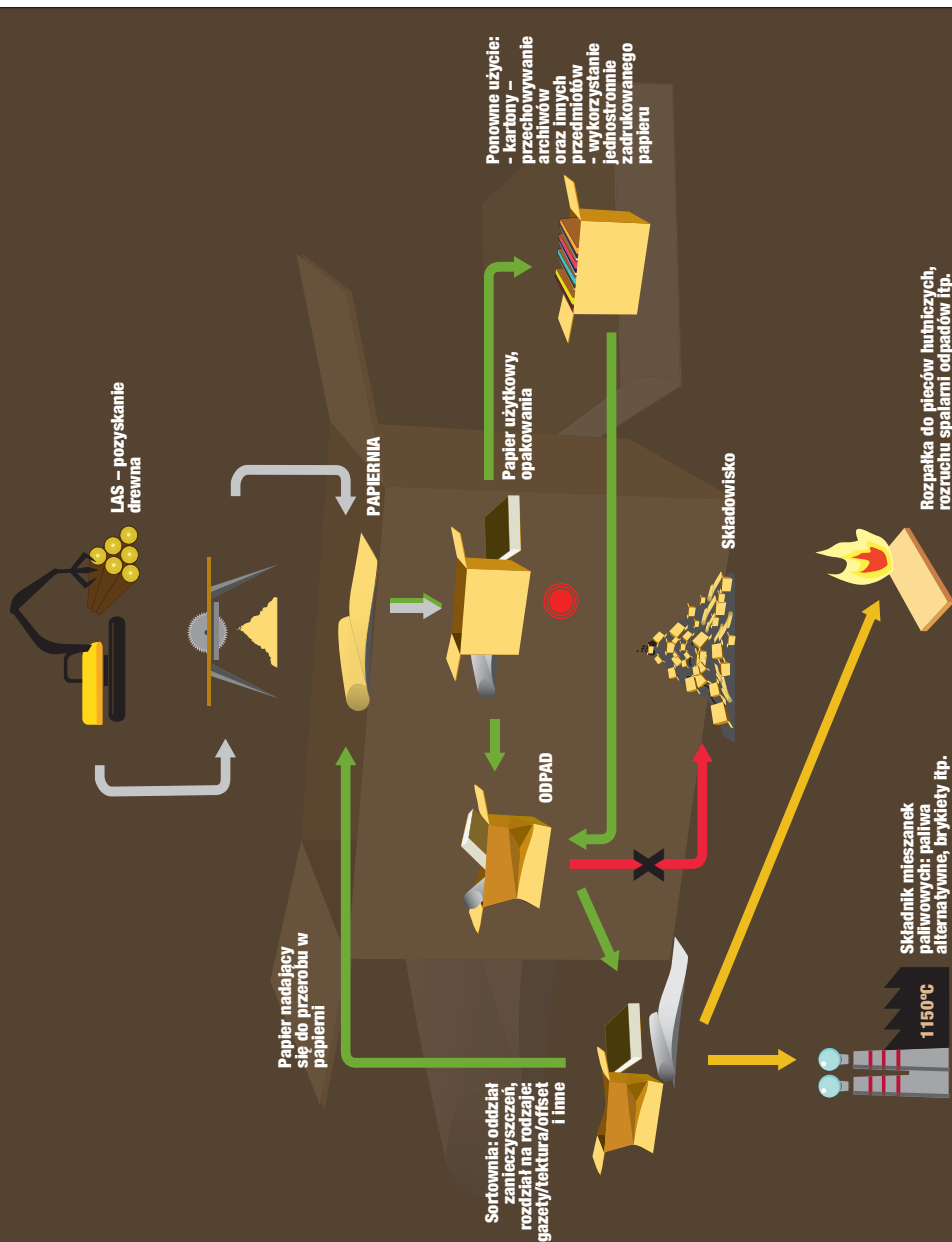 LAS – pozyskanie
drewna
Papier nadający
się do przerobu w
papierni
PAPIERNIA
Sortownia: oddział
zanieczyszczeń,
rozdział na rodzaje:
gazety/tektura/offset
i inne
Papier użytkowy,
opakowania
Ponowne użycie:
- kartony –
przechowywanie
archiwów
oraz innych
przedmiotów
- wykorzystanie
jednostronnie
zadrukowanego
papieru
ODPAD
Składowisko
1150ºC
Składnik mieszanek
paliwowych: paliwa
alternatywne, brykiety itp.
Rozpałka do pieców hutniczych,
rozruchu spalarni odpadów itp.